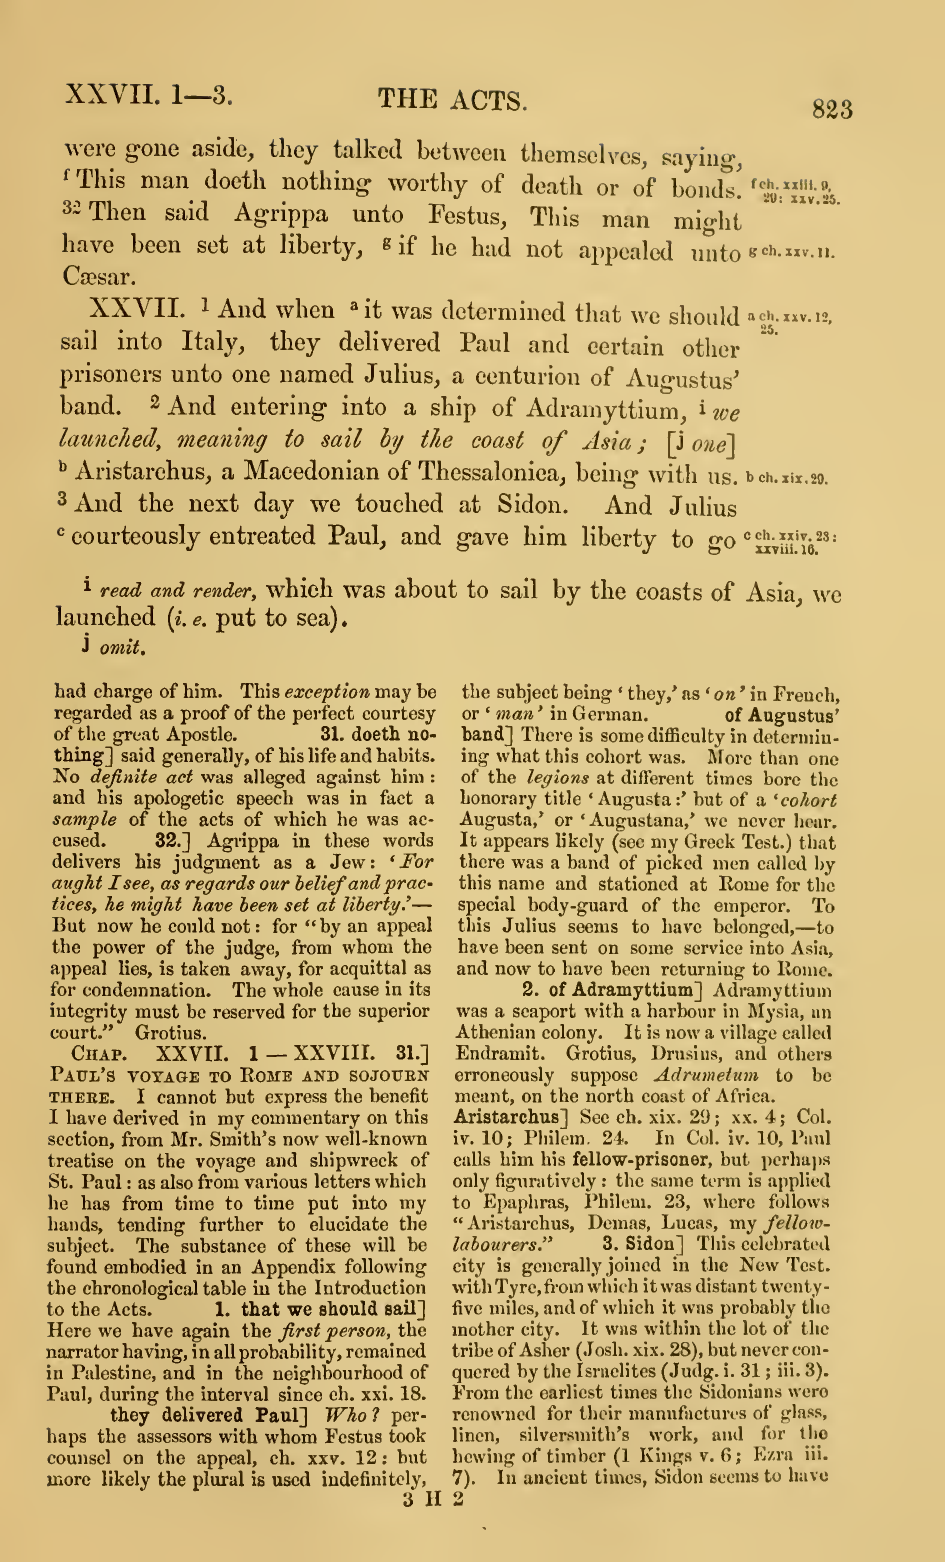 XXVII. 1—3.
THE ACTS.
823
were gone aside, they talked between themselves, saying,
f This man doeth nothing worthy of death or of bonds.
f ch. xxiii. 9,
29: xxv. 25.
32 Then said Agrippa unto Festus, This man might
have been set at liberty, g if he had not appealed unto
g ch. xxv. 11.
Cæsar.
XXVII. 1 And when a it was determined that we should
a ch. xxv. 12,
25.
sail into Italy, they delivered Paul and certain other
prisoners unto one named Julius, a centurion of Augustus'
band. 2 And entering into a ship of Adramyttium, i we
launched, meaning to sail by the coast of Asia; [j one]
b Aristarchus, a Macedonian of Thessalonica, being with us.
b ch. xix. 29.
3 And the next day we touched at Sidon. And Julius
c courteously entreated Paul, and gave him liberty to go
c ch. xxiv. 23:
xxviii. 16.
i read and render, which was about to sail by the coasts of Asia, we
launched (i. e. put to sea).
j omit.
had charge of him. This exception may be
regarded as a proof of the perfect courtesy
of the great Apostle. 31. doeth no-
thing] said generally, of his life and habits.
No definite act was alleged against him:
and his apologetic speech was in fact a
sample of the acts of which he was ac-
cused. 32.] Agrippa in these words
delivers his judgment as a Jew: 'For
aught I see, as regards our belief and prac-
tices, he might have been set at liberty.'—
But now he could not: for "by an appeal
the power of the judge, from whom the
appeal lies, is taken away, for acquittal as
for condemnation. The whole cause in its
integrity must be reserved for the superior
court." Grotius.
CHAP. XXVII. 1—XXVIII. 31.]
PAUL'S VOYAGE TO ROME AND SOJOURN
THERE. I cannot but express the benefit
I have derived in my commentary on this
section, from Mr. Smith's now well-known
treatise on the voyage and shipwreck of
St. Paul: as also from various letters which
he has from time to time put into my
hands, tending further to elucidate the
subject. The substance of these will be
found embodied in an Appendix following
the chronological table in the Introduction
to the Acts. 1. that we should sail]
Here we have again the first person, the
narrator having, in all probability, remained
in Palestine, and in the neighbourhood of
Paul, during the interval since ch. xxi. 18.
they delivered Paul] Who? per-
haps the assessors with whom Festus took
counsel on the appeal, ch. xxv. 12: but
more likely the plural is used indefinitely,
the subject being 'they,' as 'on' in French,
or 'man' in German. of Augustus'
band] There is some difficulty in determin-
ing what this cohort was. More than one
of the legions at different times bore the
honorary title 'Augusta:' but of a 'cohort
Augusta,' or 'Augustana,' we never hear.
It appears likely (see my Greek Test.) that
there was a band of picked men called by
this name and stationed at Rome for the
special body-guard of the emperor. To
this Julius seems to have belonged,—to
have been sent on some service into Asia,
and now to have been returning to Rome.
2. of Adramyttium] Adramyttium
was a seaport with a harbour in Mysia, an
Athenian colony. It is now a village called
Endramit. Grotius, Drusius, and others
erroneously suppose Adrumetum to be
meant, on the north coast of Africa.
Aristarchus] See ch. xix. 29; xx. 4; Col.
iv. 10; Philem. 24. In Col. iv. 10, Paul
calls him his fellow-prisoner, but perhaps
only figuratively: the same term is applied
to Epaphras, Philem. 23, where follows
"Aristarchus, Demas, Lucas, my fellow-
labourers." 3. Sidon] This celebrated
city is generally joined in the New Test.
with Tyre, from which it was distant twenty-
five miles, and of which it was probably the
mother city. It was within the lot of the
tribe of Asher (Josh. xix. 28), but never con-
quered by the Israelites (Judg. i. 31; iii. 3).
From the earliest times the Sidonians were
renowned for their manufactures of glass,
linen, silversmith's work, and for the
hewing of timber (1 Kings v. 6; Ezra iii.
7). In ancient times, Sidon seems to have
3 H 2